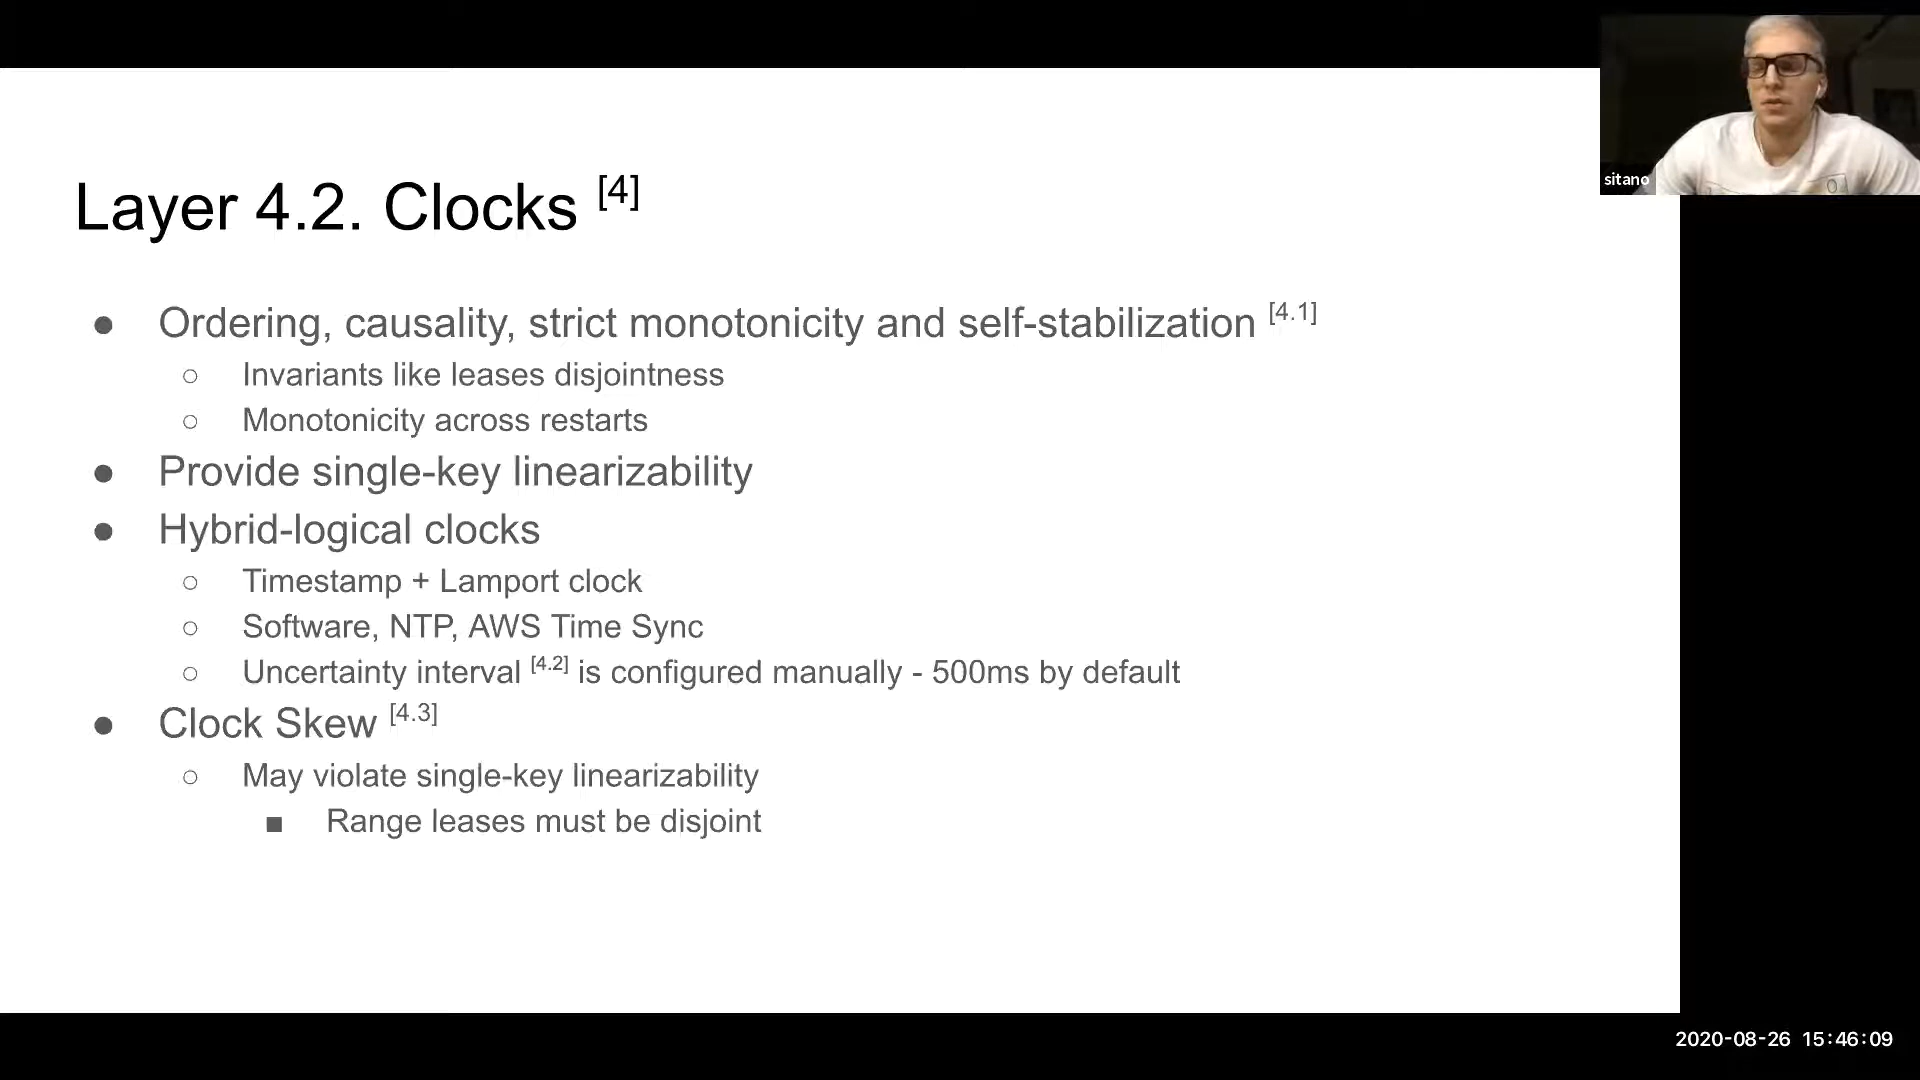 sitano
Layer 4.2. Clocks [4]
● Ordering, causality, strict monotonicity and self-stabilization [4.1]
○ Invariants like leases disjointness
○ Monotonicity across restarts
● Provide single-key linearizability
● Hybrid-logical clocks
○ Timestamp + Lamport clock
○ Software, NTP, AWS Time Sync
○ Uncertainty interval [4.2] is configured manually - 500ms by default
● Clock Skew [4.3]
○ May violate single-key linearizability
■ Range leases must be disjoint
2020-08-26 15:46:09